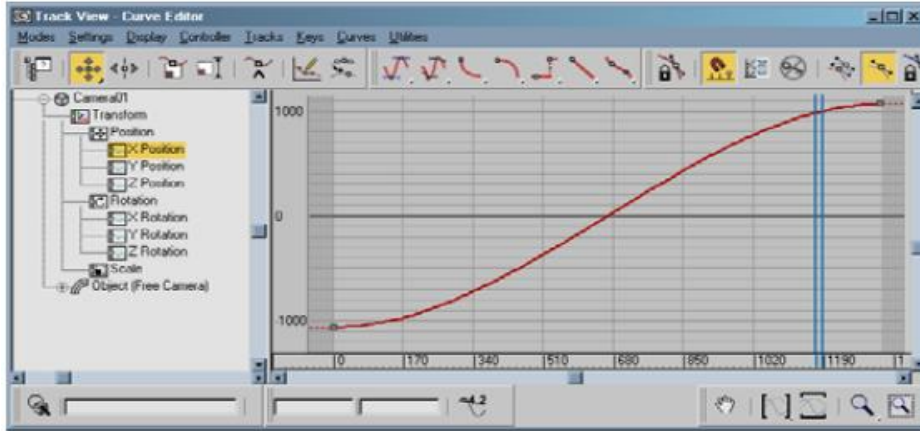 Track View - Curve Editor
Modes Settings Display Controller Tracks Keys Curves Utilities
Camera01
Transform
Position
X Position
Y Position
Z Position
Rotation
X Rotation
Y Rotation
Z Rotation
Scale
Object (Free Camera)
1000
0
-1000
0 170 340 510 680 850 1020 1190 1
4.2